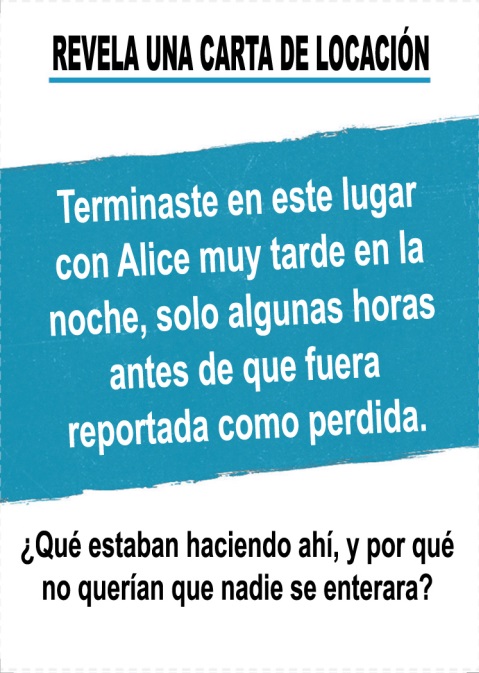 REVELA UNA CARTA DE LOCACIÓN
Terminaste en este lugar
con Alice muy tarde en la
noche, solo algunas horas
antes de que fuera
reportada como perdida.
¿Qué estaban haciendo ahí, y por qué
no querían que nadie se enterara?